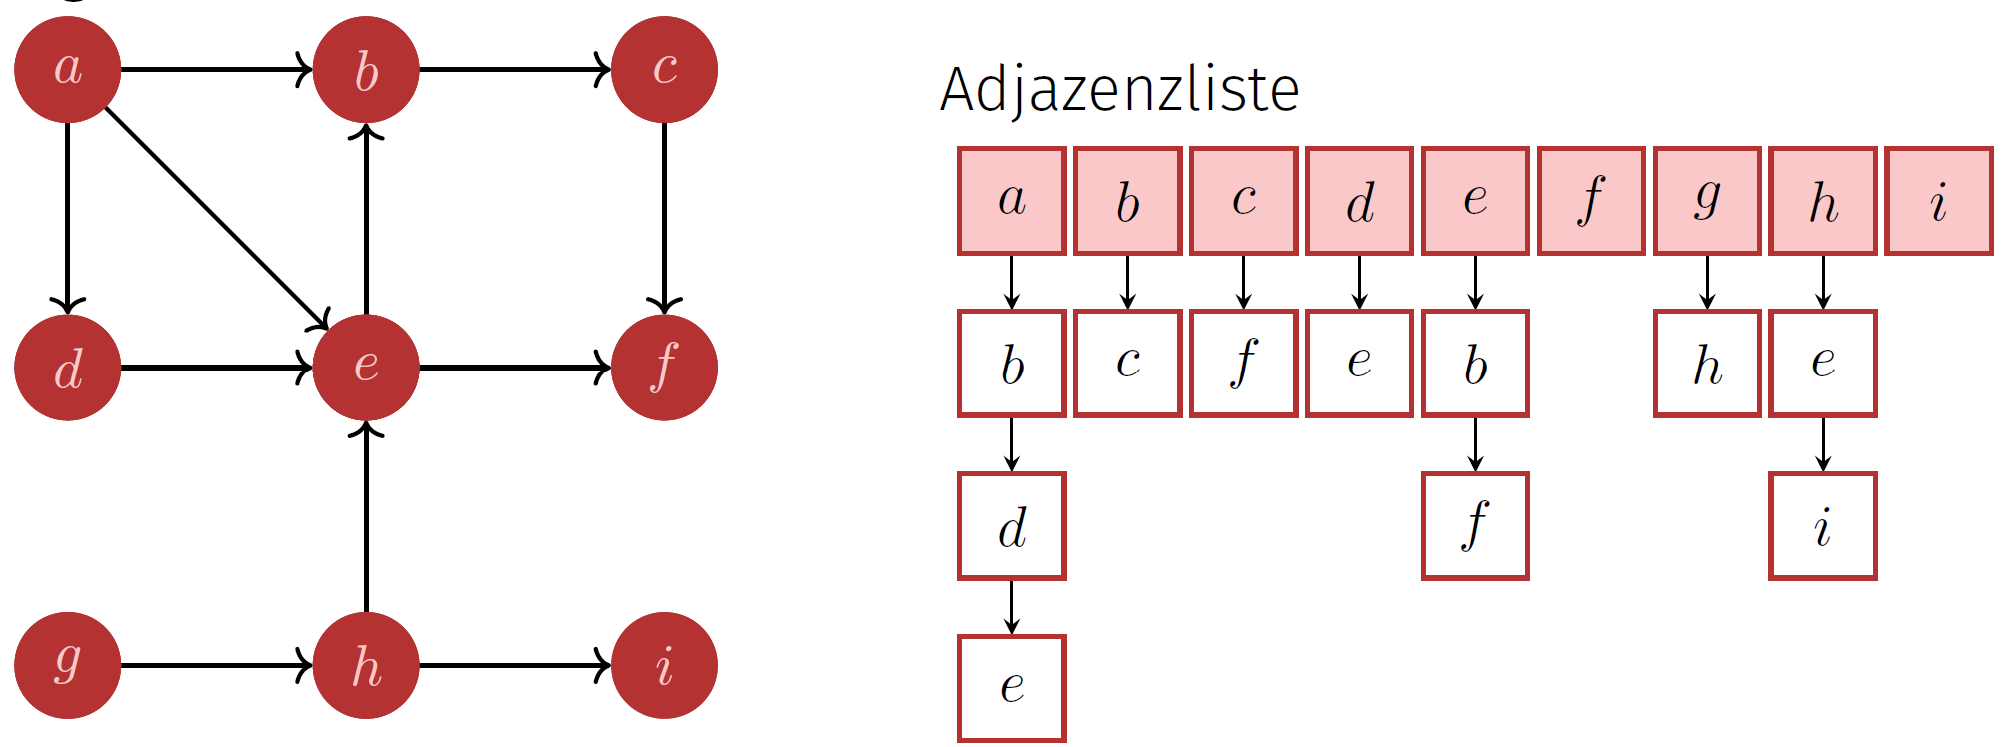 a b c
d e f
g h i
Adjazenzliste
a b c d e f g h i
b c f e b h e
d f i
e